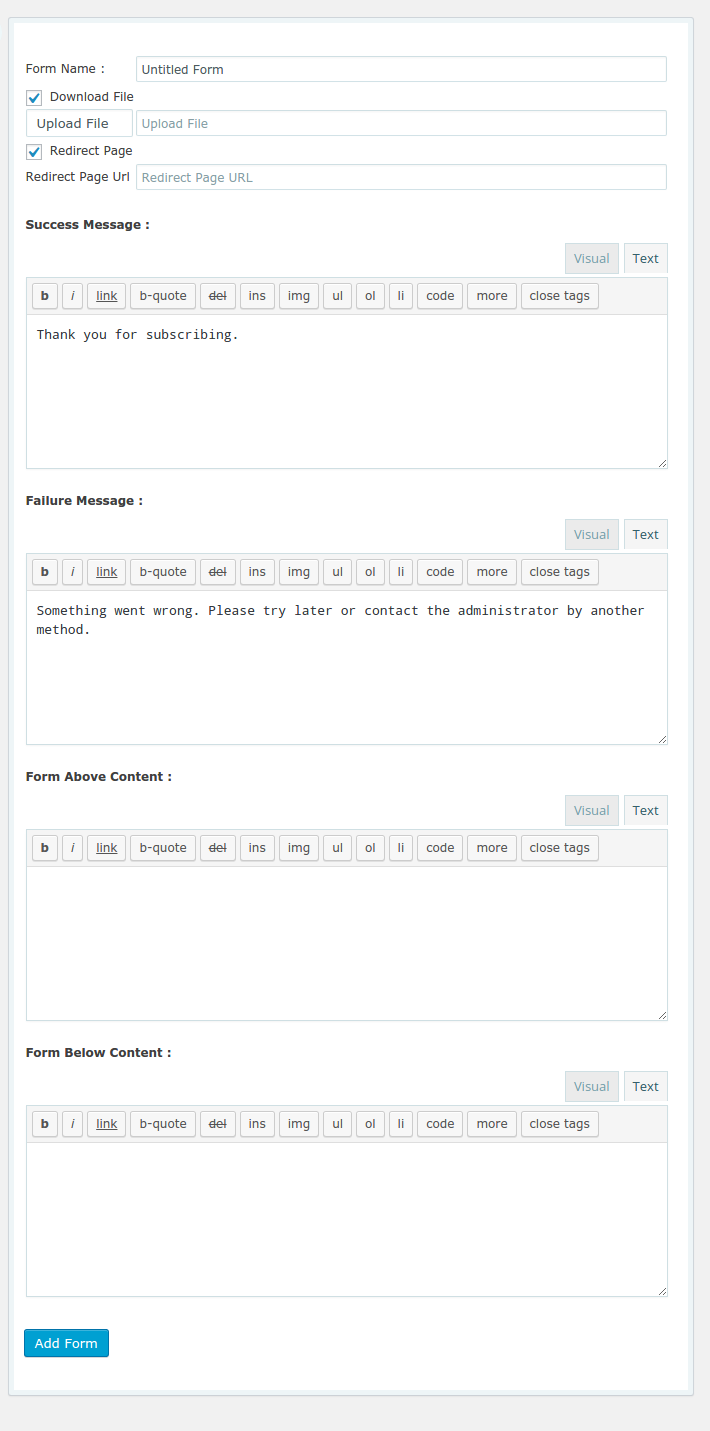 Form Name : Untitled Form
Download File
Upload File Upload File
Redirect Page
Redirect Page Url Redirect Page URL
Success Message :
Visual Text
b i link b-quote del ins img ul ol li code more close tags
Thank you for subscribing.
Failure Message :
Visual Text
b i link b-quote del ins img ul ol li code more close tags
Something went wrong. Please try later or contact the administrator by another
method.
Form Above Content :
Visual Text
b i link b-quote del ins img ul ol li code more close tags
Form Below Content :
Visual Text
b i link b-quote del ins img ul ol li code more close tags
Add Form